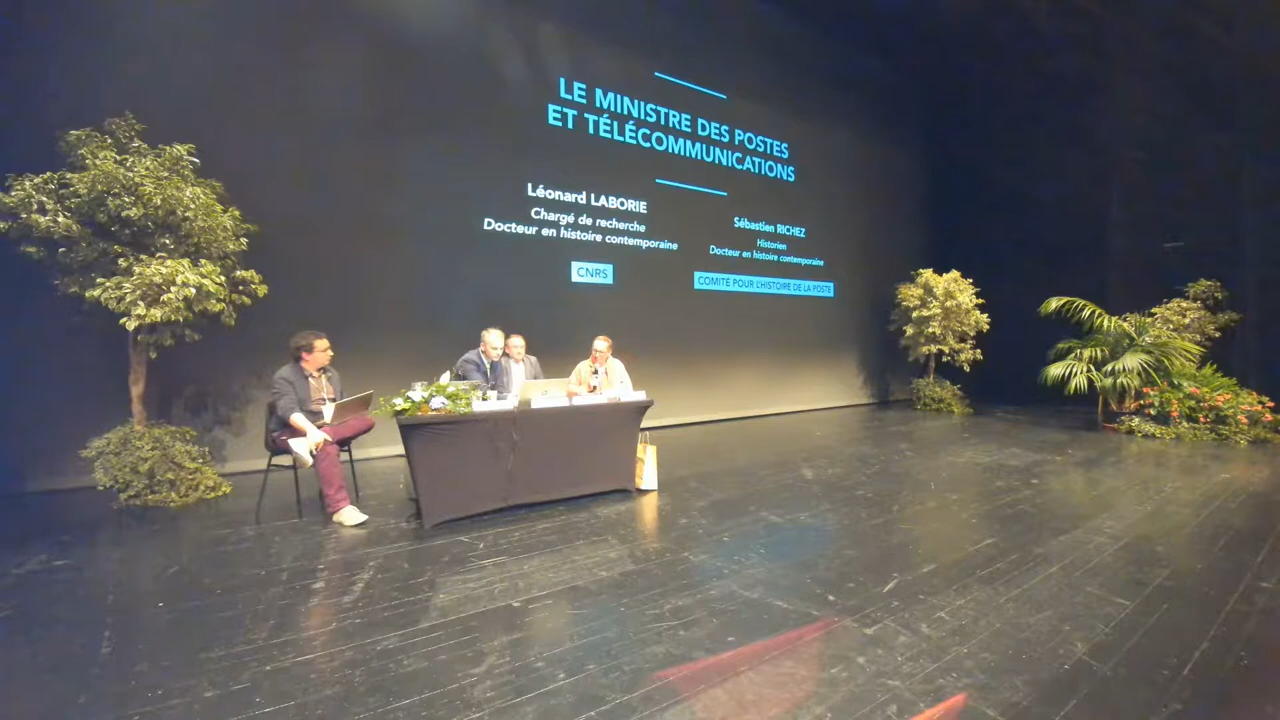 LE MINISTRE DES POSTES
ET TÉLÉCOMMUNICATIONS
Léonard LABORIE
Chargé de recherche
Docteur en histoire contemporaine
CNRS
Sébastien RICHEZ
Historien
Docteur en histoire contemporaine
COMITÉ POUR L'HISTOIRE DE LA POSTE